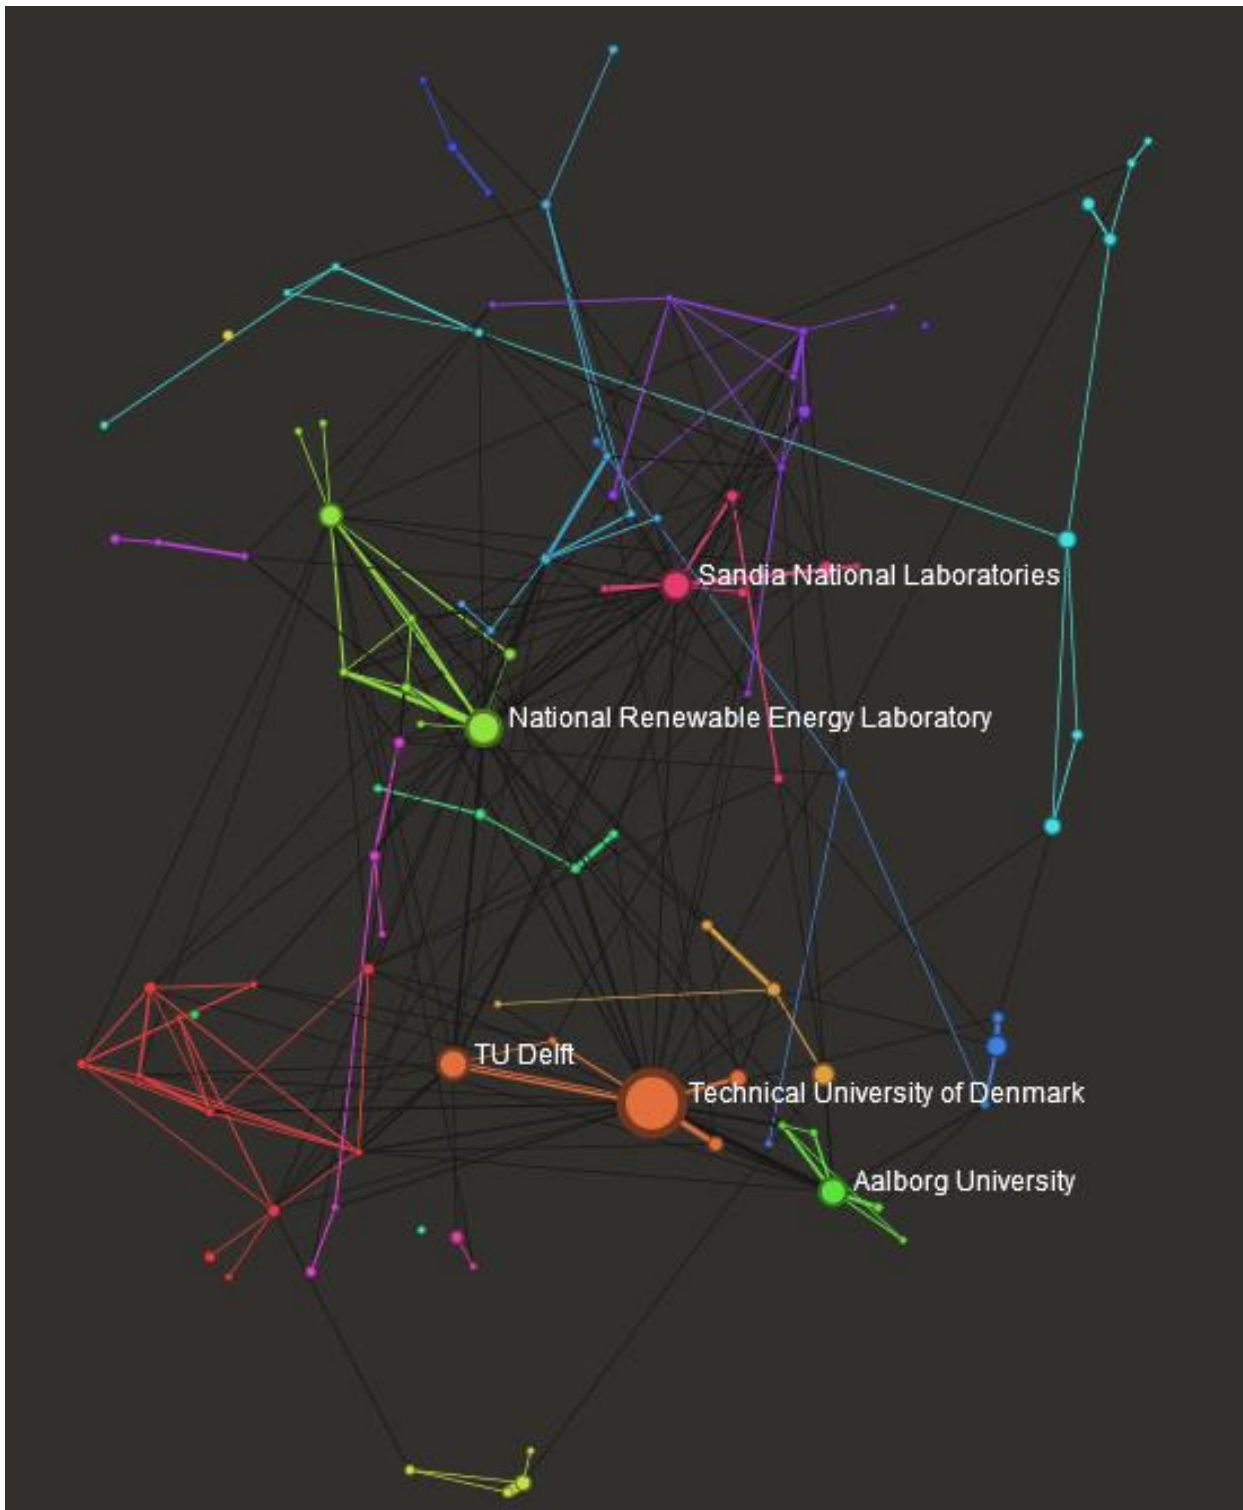 Sandia National Laboratories
National Renewable Energy Laboratory
TU Delft
Technical University of Denmark
Aalborg University